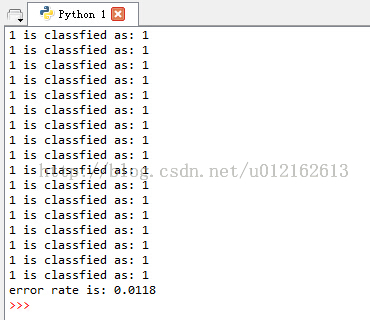 Python 1
1 is classfied as: 1
1 is classfied as: 1
1 is classfied as: 1
1 is classfied as: 1
1 is classfied as: 1
1 is classfied as: 1
1 is classfied as: 1
1 is classfied as: 1
1 is classfied as: 1
1 is classfied as: 1
http://blog.csdn.net/u012162613
1 is classfied as: 1
1 is classfied as: 1
1 is classfied as: 1
1 is classfied as: 1
1 is classfied as: 1
1 is classfied as: 1
1 is classfied as: 1
error rate is: 0.0118
>>>